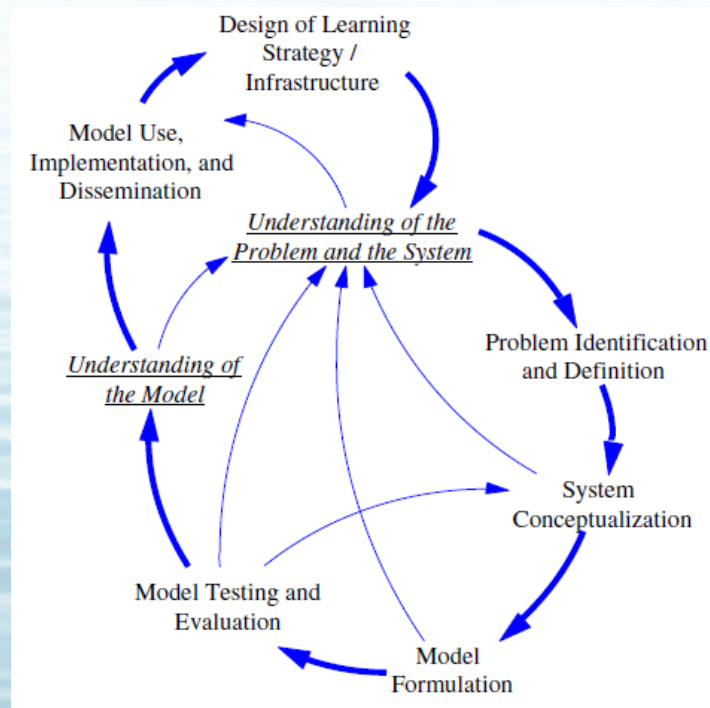 Design of Learning
Strategy /
Infrastructure
Model Use,
Implementation, and
Dissemination
Understanding of the
Problem and the System
Problem Identification
and Definition
Understanding of
the Model
System
Conceptualization
Model Testing and
Evaluation
Model
Formulation